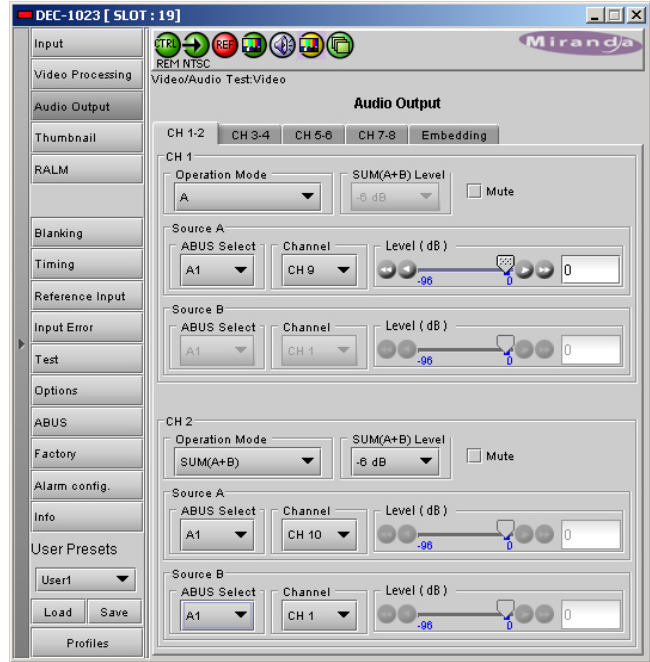 DEC-1023 [ SLOT : 19]
Input
Video Processing
Audio Output
Thumbnail
RALM
Blanking
Timing
Reference Input
Input Error
Test
Options
ABUS
Factory
Alarm config.
Info
User Presets
User1
Load Save
Profiles
CTRL REF
REM NTSC
Miranda
Video/Audio Test:Video
Audio Output
CH 1-2 CH 3-4 CH 5-6 CH 7-8 Embedding
CH 1
Operation Mode SUM(A+B) Level
A -6 dB Mute
Source A
ABUS Select Channel Level ( dB )
A1 CH 9 0
-96 0
Source B
ABUS Select Channel Level ( dB )
A1 CH 1 0
-96 0
CH 2
Operation Mode SUM(A+B) Level
SUM(A+B) -6 dB Mute
Source A
ABUS Select Channel Level ( dB )
A1 CH 10 0
-96 0
Source B
ABUS Select Channel Level ( dB )
A1 CH 1 0
-96 0